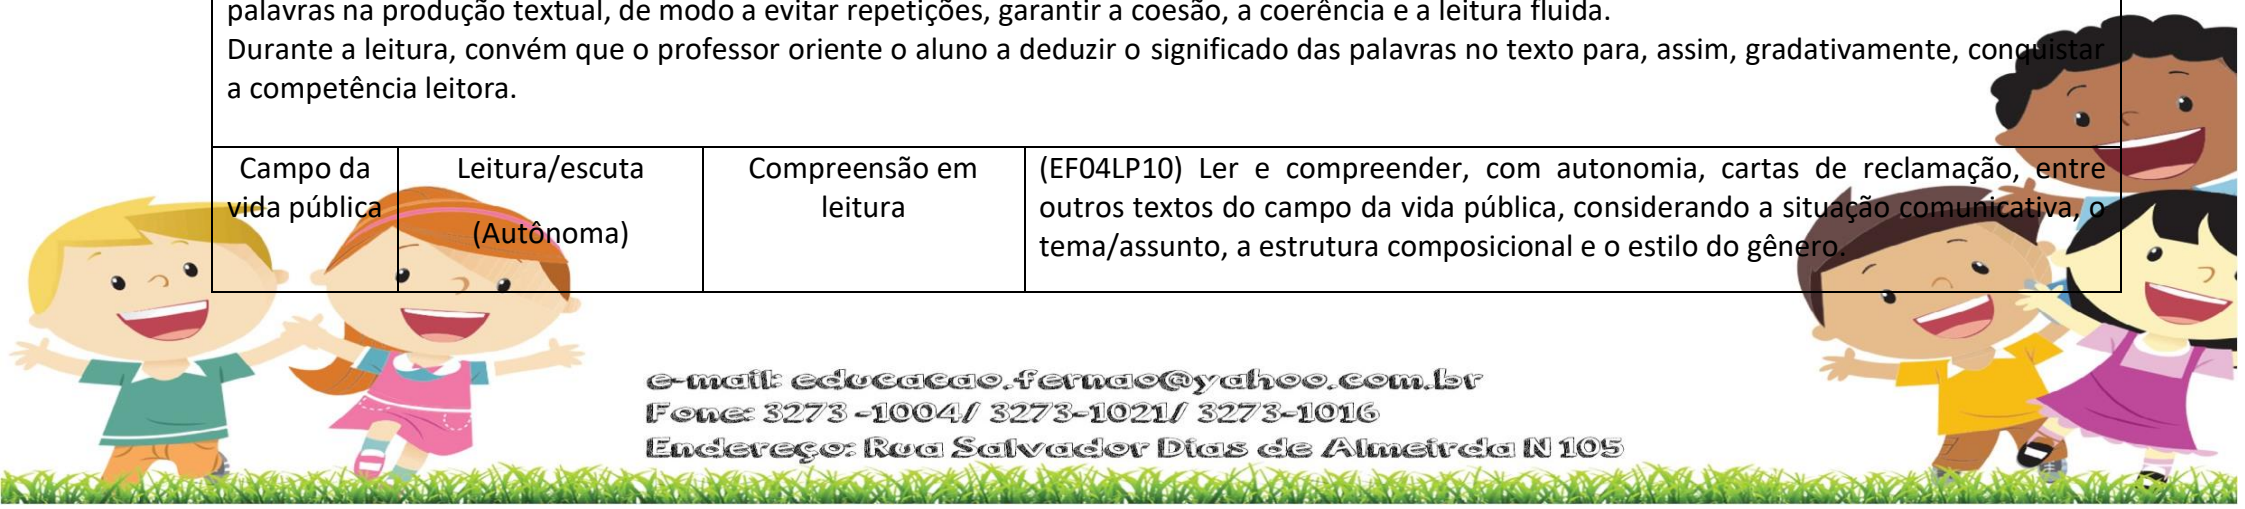 palavras na produção textual, de modo a evitar repetições, garantir a coesão, a coerência e a leitura fluida.
Durante a leitura, convém que o professor oriente o aluno a deduzir o significado das palavras no texto para, assim, gradativamente, conquistar
a competência leitora.
Campo da
vida pública
Leitura/escuta
(Autônoma)
Compreensão em
leitura
(EF04LP10) Ler e compreender, com autonomia, cartas de reclamação, entre
outros textos do campo da vida pública, considerando a situação comunicativa, o
tema/assunto, a estrutura composicional e o estilo do gênero.
e-mail: educacao.fernao@yahoo.com.br
Fone: 3273 -1004/ 3273-1021/ 3273-1016
Endereço: Rua Salvador Dias de Almeirda N 105